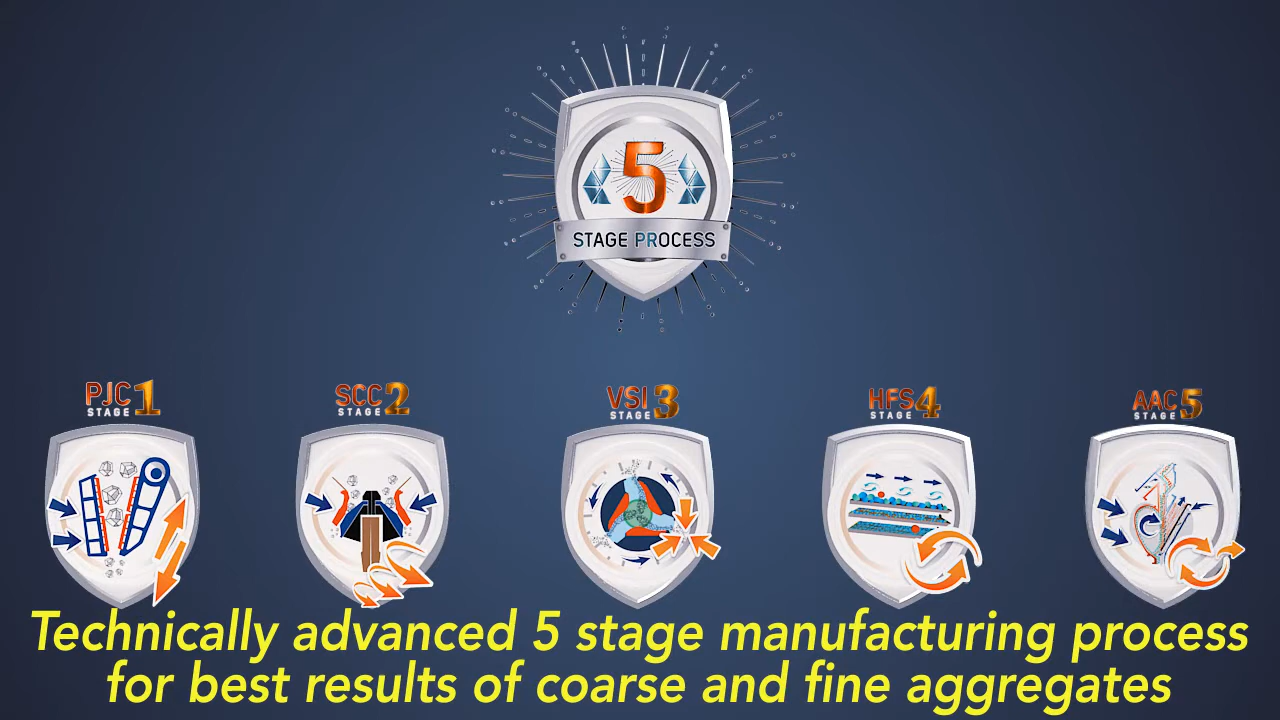 5
STAGE PROCESS
PJC 1
STAGE
SCC 2
STAGE
VSI 3
STAGE
HFS 4
STAGE
AAC 5
STAGE
Technically advanced 5 stage manufacturing process
for best results of coarse and fine aggregates